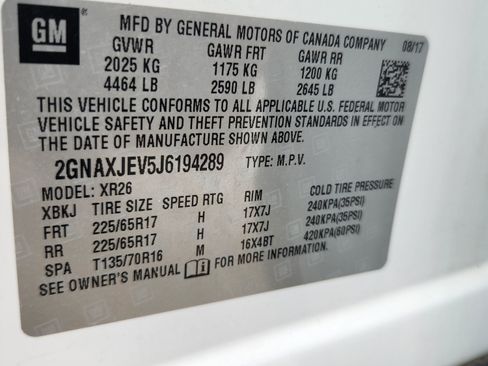 GM
MFD BY GENERAL MOTORS OF CANADA COMPANY 08/17
GVWR GAWR FRT GAWR RR
2025 KG 1175 KG 1200 KG
4464 LB 2590 LB 2645 LB
THIS VEHICLE CONFORMS TO ALL APPLICABLE U.S. FEDERAL MOTOR
VEHICLE SAFETY AND THEFT PREVENTION STANDARDS IN EFFECT ON
THE DATE OF MANUFACTURE SHOWN ABOVE.
2GNAXJEV5J6194289 TYPE: M.P.V.
MODEL: XR26
XBKJ TIRE SIZE SPEED RTG RIM COLD TIRE PRESSURE
FRT 225/65R17 H 17X7J 240KPA(35PSI)
RR 225/65R17 H 17X7J 240KPA(35PSI)
SPA T135/70R16 M 16X4BT 420KPA(60PSI)
SEE OWNER'S MANUAL FOR MORE INFORMATION.